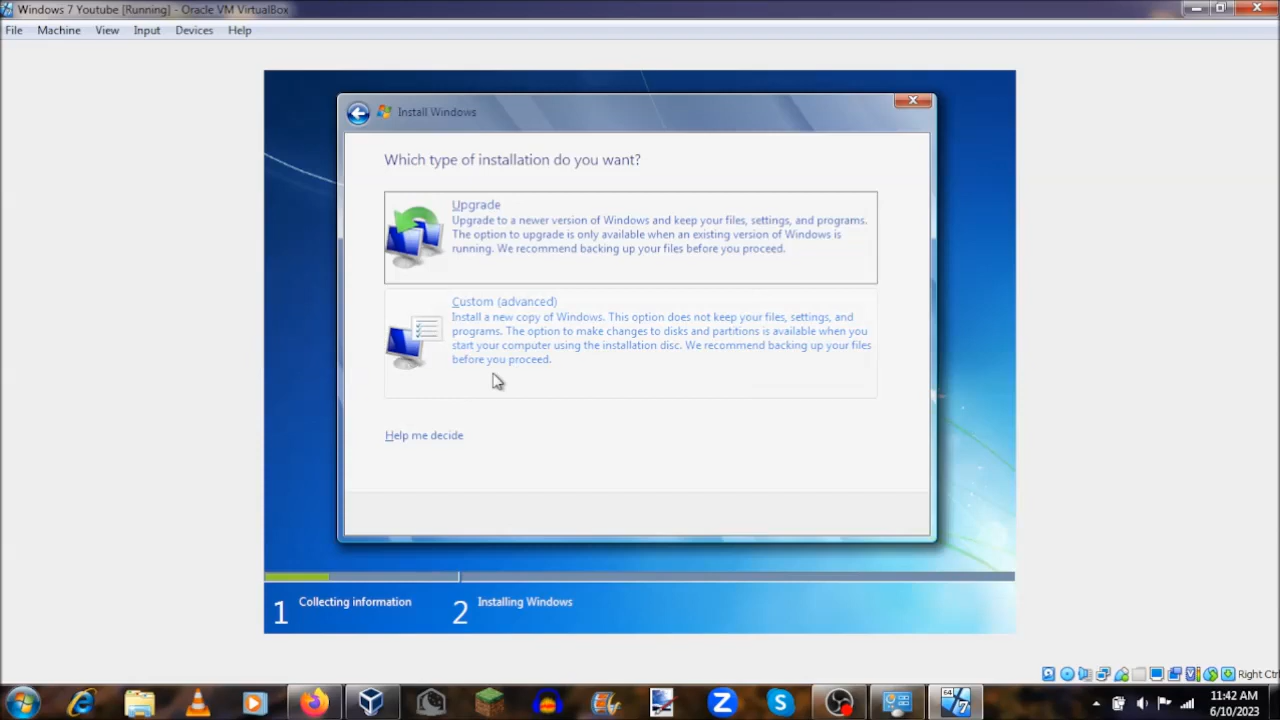 Windows 7 Youtube [Running] - Oracle VM VirtualBox
File Machine View Input Devices Help
Install Windows
Which type of installation do you want?
Upgrade
Upgrade to a newer version of Windows and keep your files, settings, and programs.
The option to upgrade is only available when an existing version of Windows is
running. We recommend backing up your files before you proceed.
Custom (advanced)
Install a new copy of Windows. This option does not keep your files, settings, and
programs. The option to make changes to disks and partitions is available when you
start your computer using the installation disc. We recommend backing up your files
before you proceed.
Help me decide
1 Collecting information 2 Installing Windows
Right Ctrl
64
7
11:42 AM
6/10/2023